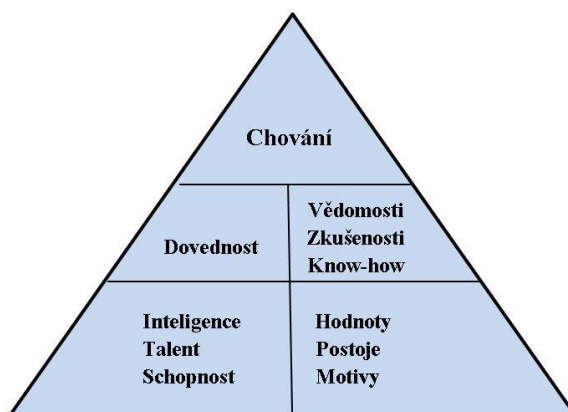 Chování
Dovednost
Vědomosti
Zkušenosti
Know-how
Inteligence
Talent
Schopnost
Hodnoty
Postoje
Motivy